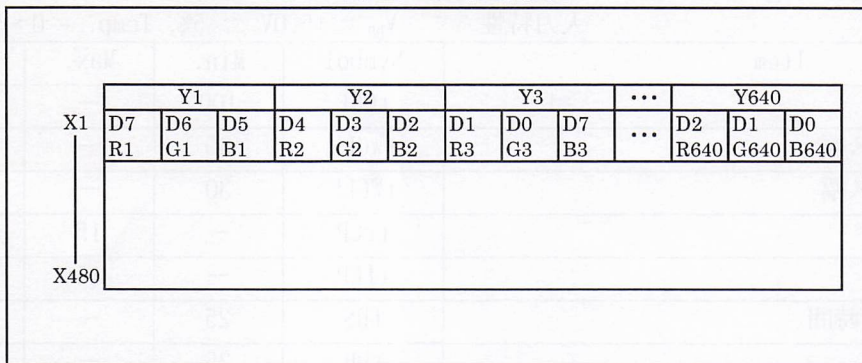 Y1 Y2 Y3 ••• Y640
X1 D7 D6 D5 D4 D3 D2 D1 D0 D7 ••• D2 D1 D0
R1 G1 B1 R2 G2 B2 R3 G3 B3 R640 G640 B640
X480